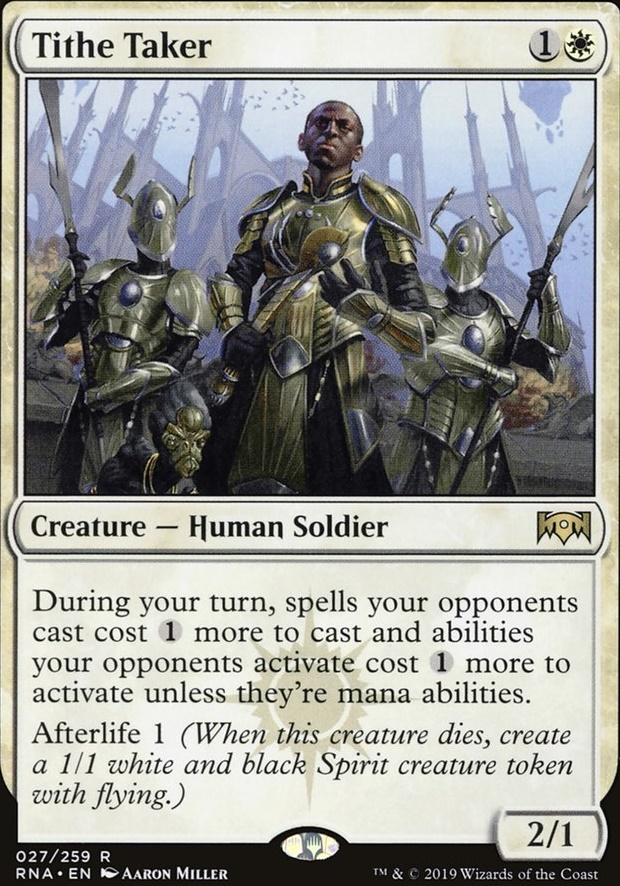 Tithe Taker 1
Creature — Human Soldier
During your turn, spells your opponents
cast cost 1 more to cast and abilities
your opponents activate cost 1 more to
activate unless they're mana abilities.
Afterlife 1 (When this creature dies, create
a 1/1 white and black Spirit creature token
with flying.)
2/1
027/259 R
RNA • EN Aaron Miller
™ & © 2019 Wizards of the Coast